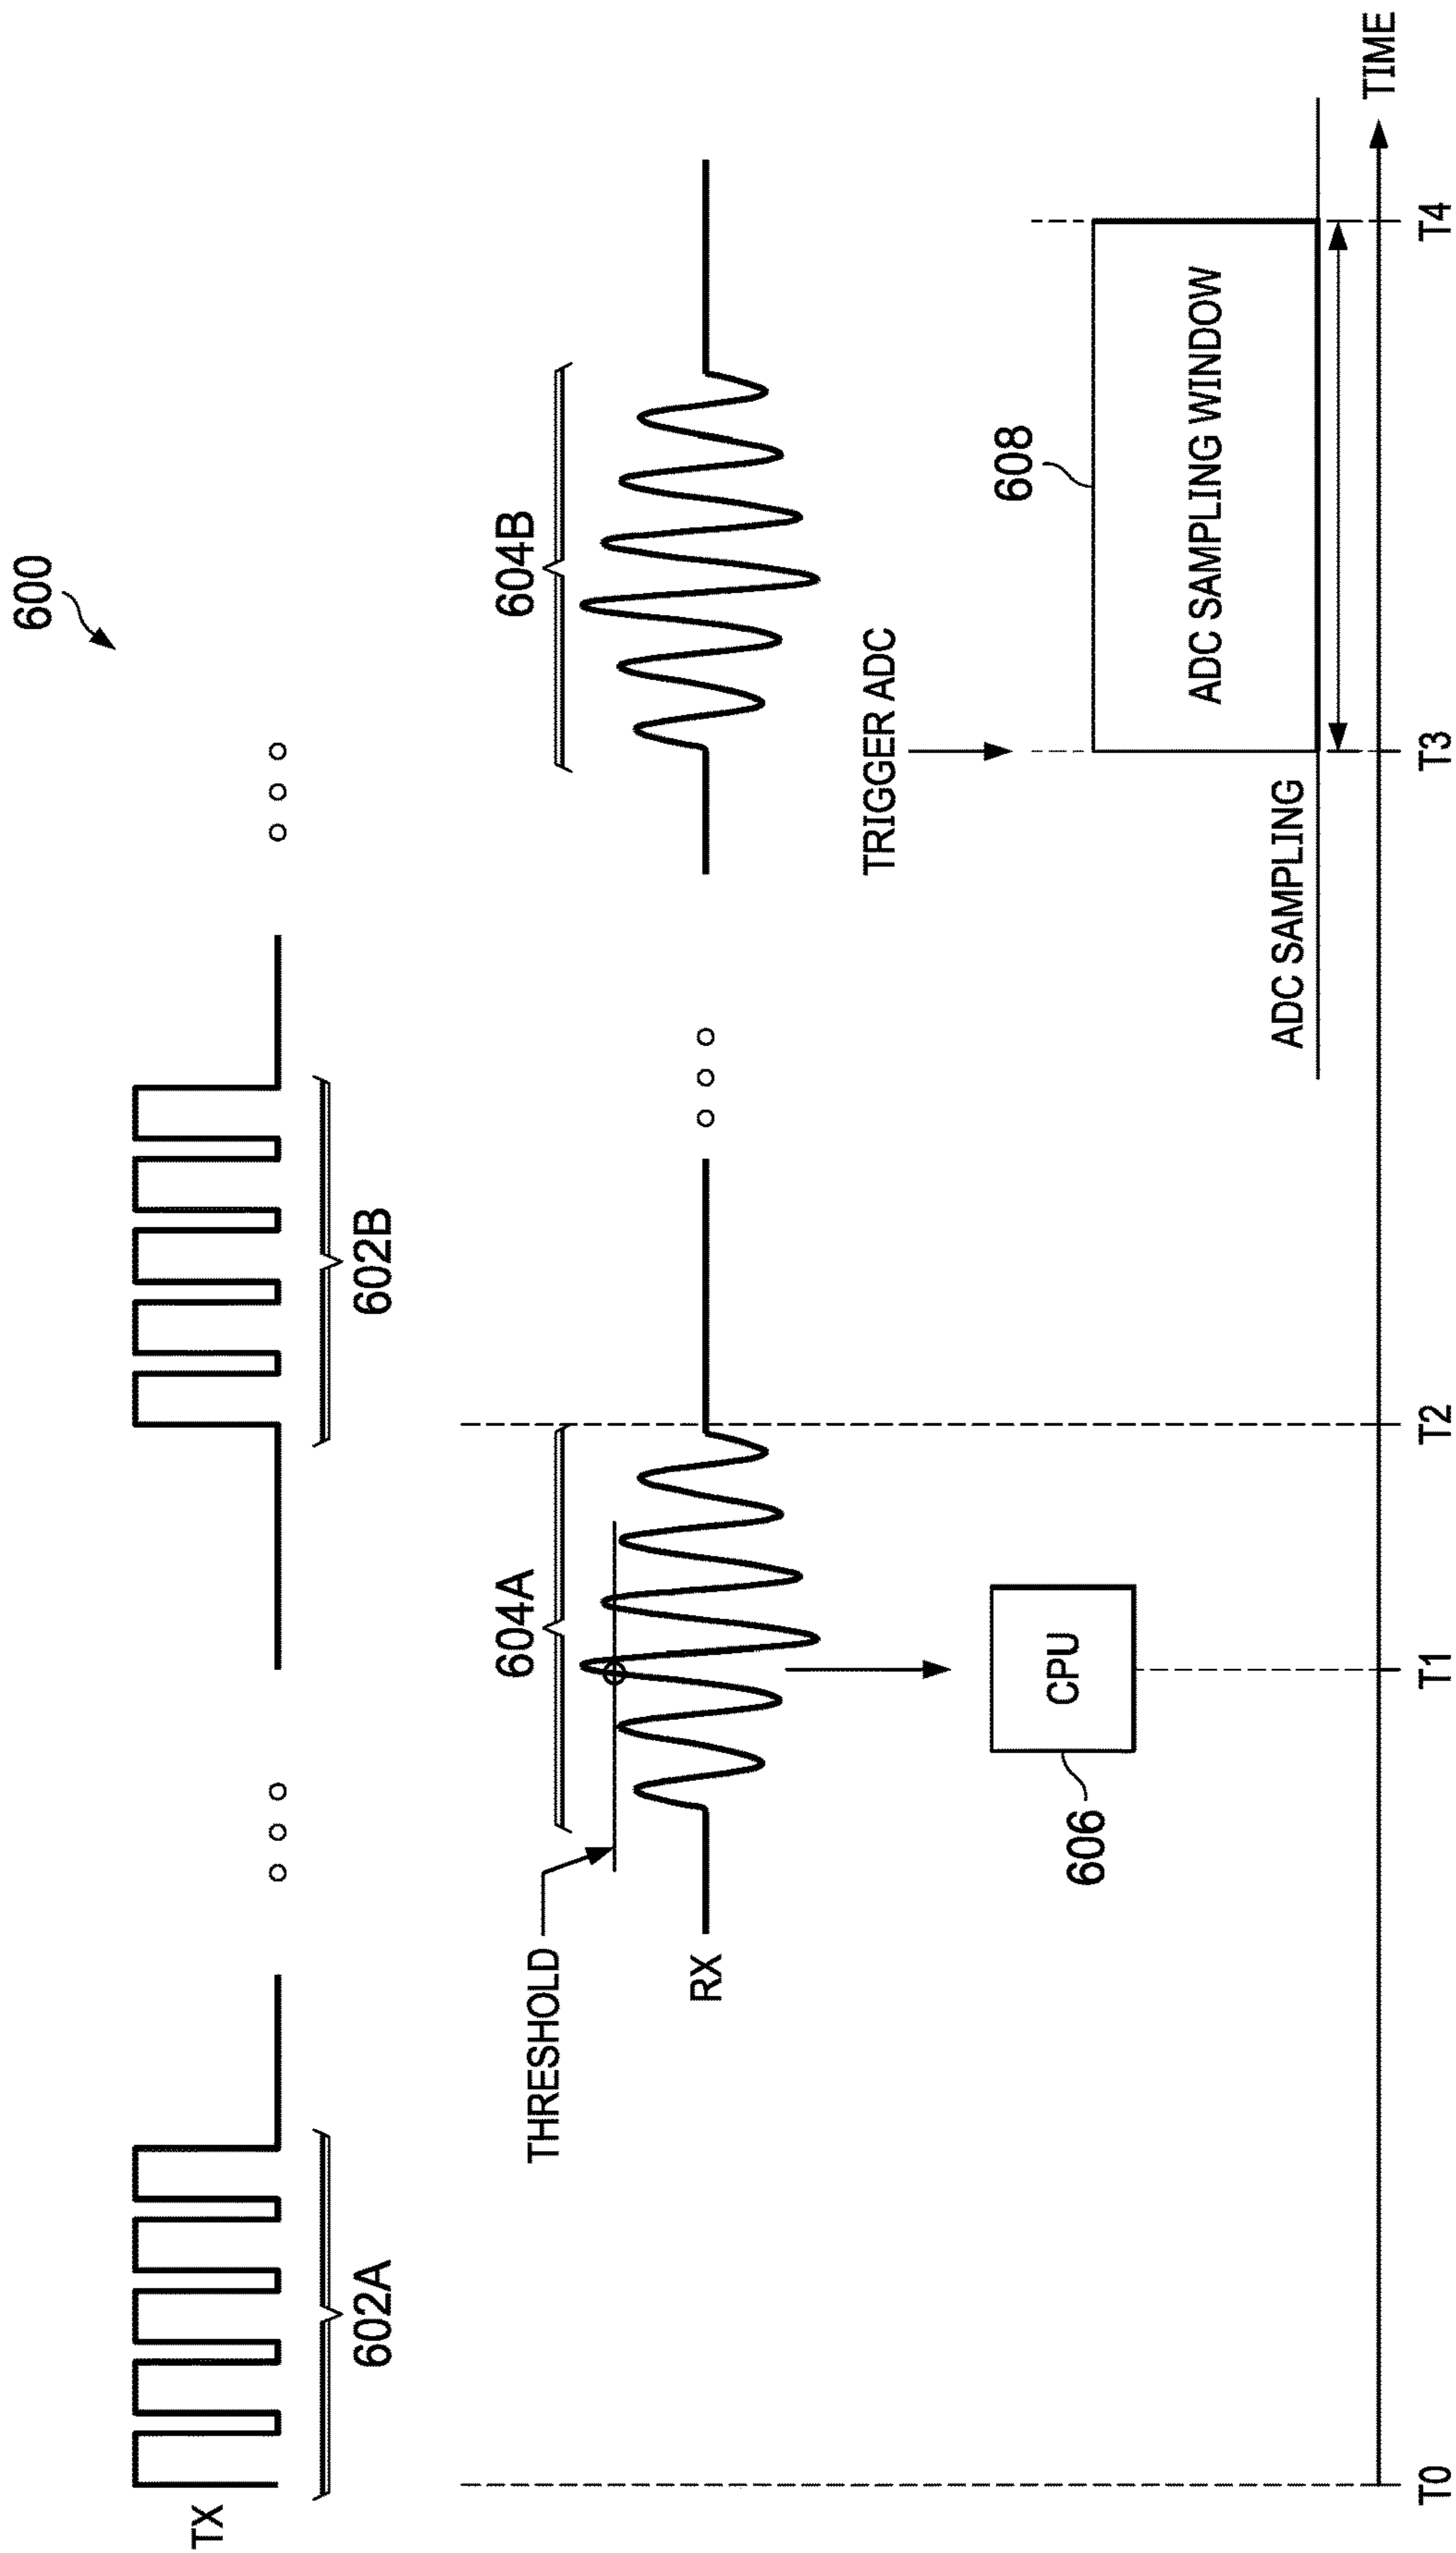 600
TX
602A
602B
THRESHOLD
604A
604B
RX
TRIGGER ADC
606
CPU
608
ADC SAMPLING
ADC SAMPLING WINDOW
TIME
T0
T1
T2
T3
T4